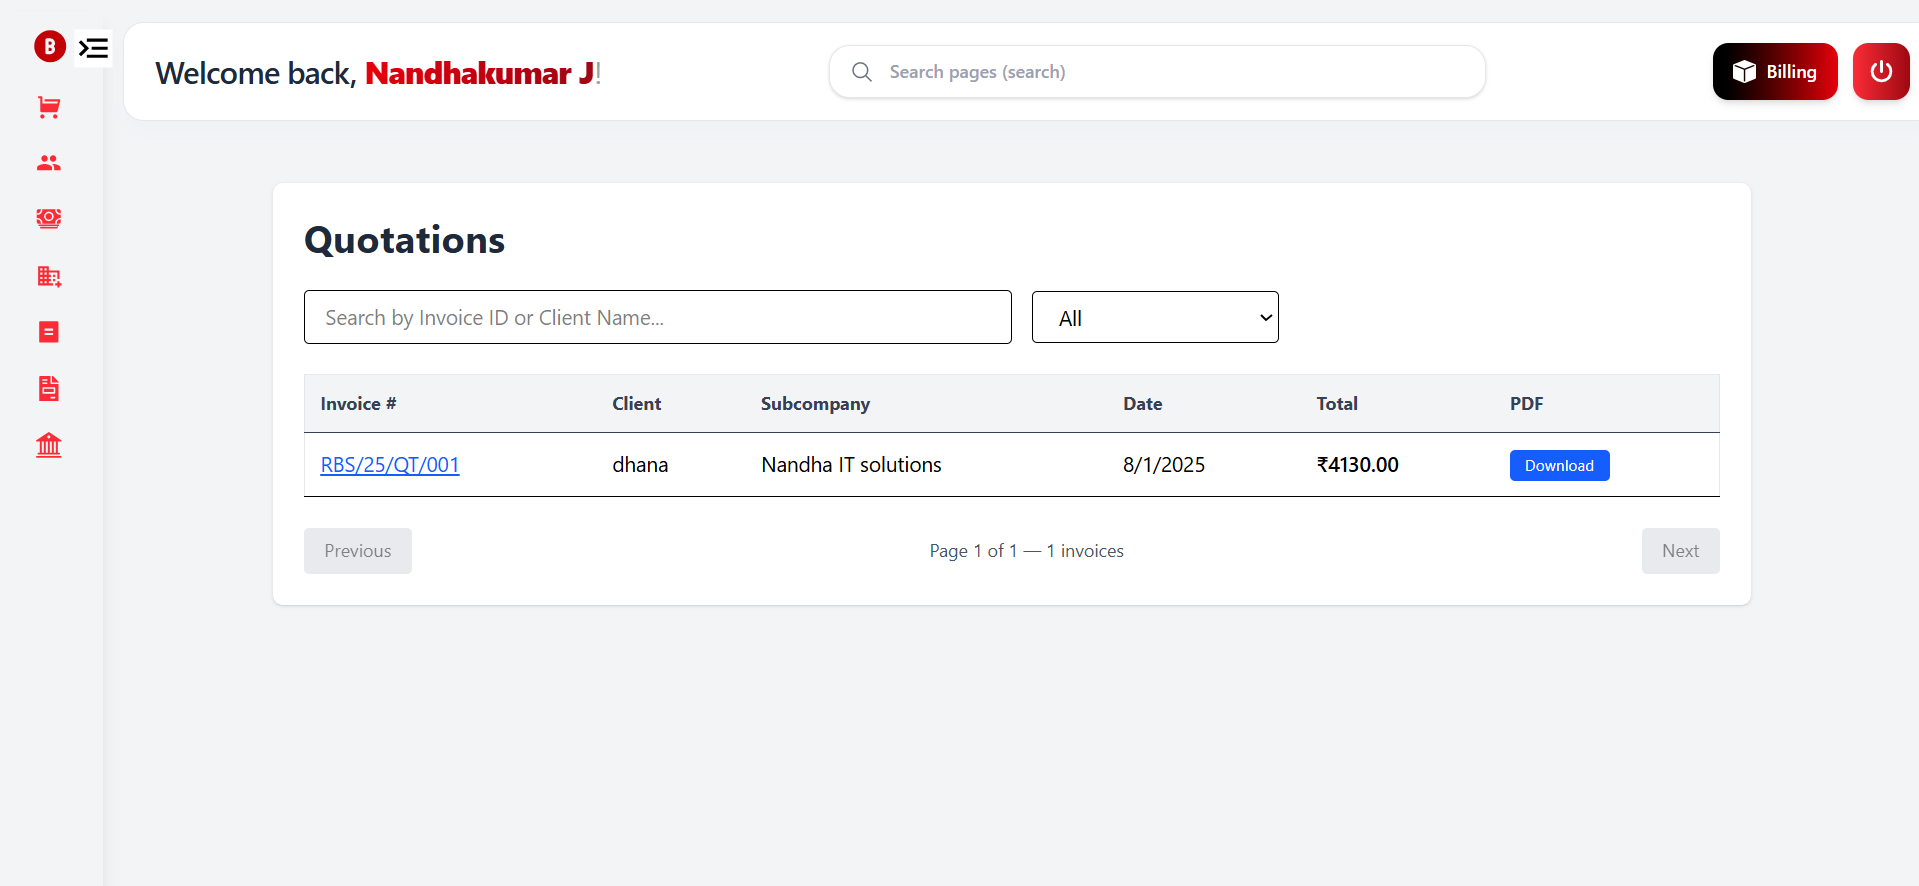 B
Welcome back, Nandhakumar J!
Search pages (search)
Billing
Quotations
Search by Invoice ID or Client Name...
All
Invoice # Client Subcompany Date Total PDF
RBS/25/QT/001 dhana Nandha IT solutions 8/1/2025 ₹4130.00 Download
Previous Page 1 of 1 — 1 invoices Next